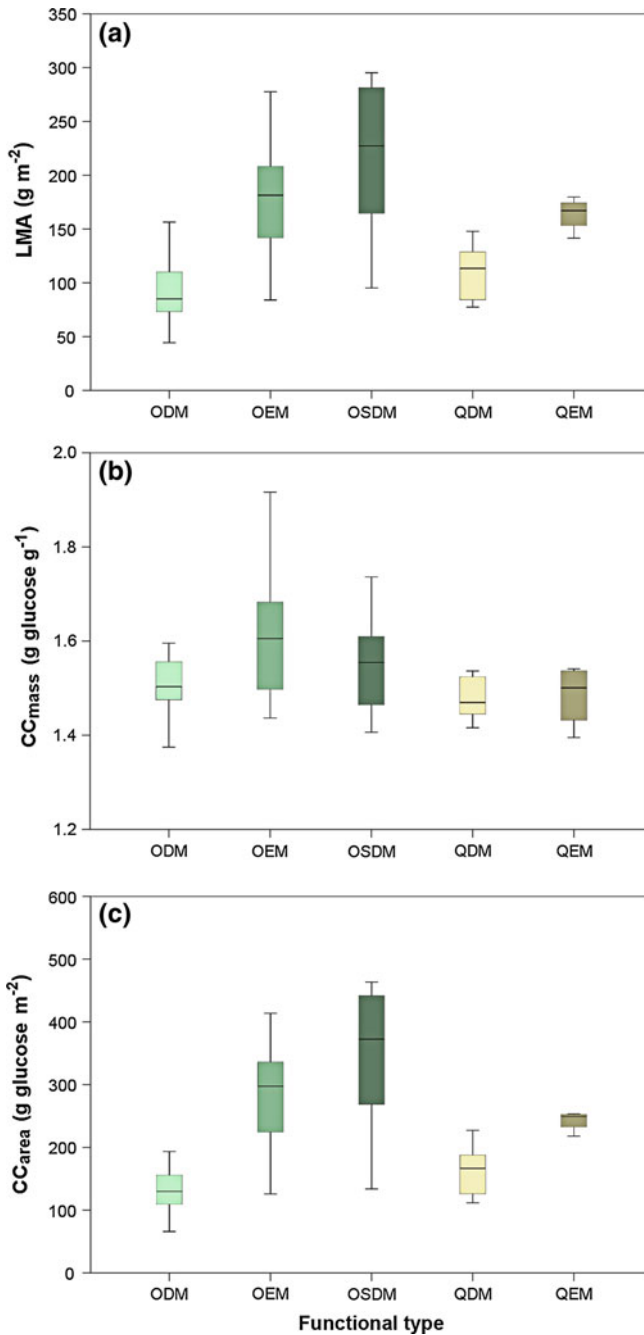 (a)
LMA (g m⁻²)
350
300
250
200
150
100
50
0
ODM OEM OSDM QDM QEM
(b)
CCmass (g glucose g⁻¹)
2.0
1.8
1.6
1.4
1.2
ODM OEM OSDM QDM QEM
(c)
CCarea (g glucose m⁻²)
600
500
400
300
200
100
0
ODM OEM OSDM QDM QEM
Functional type